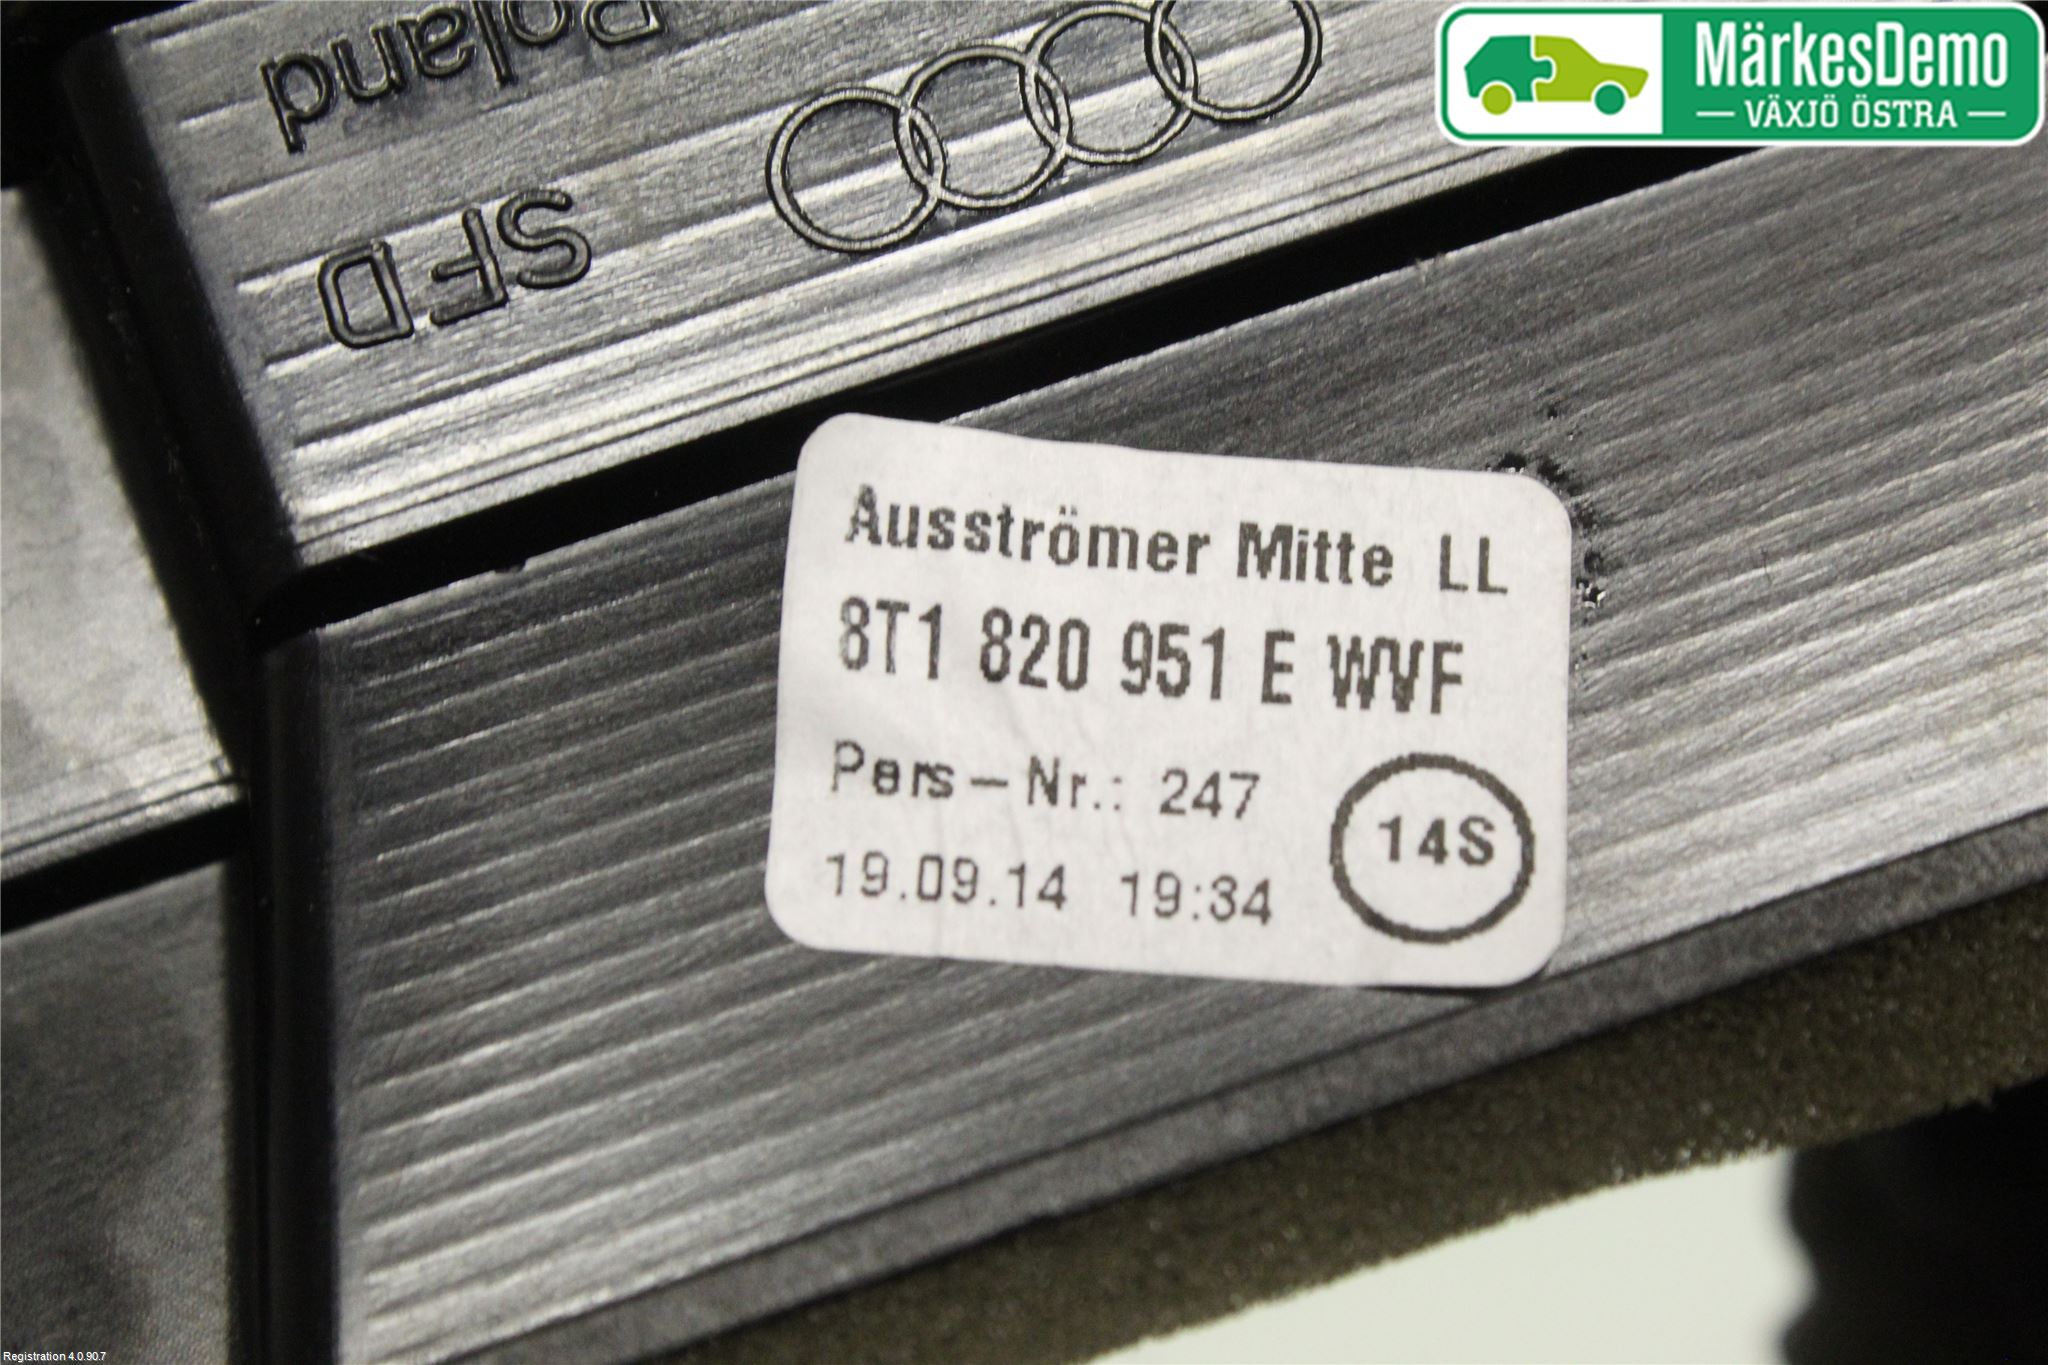 Poland
SFD
MärkesDemo
VÄXJÖ ÖSTRA
Ausströmer Mitte LL
8T1 820 951 E WVF
Pers-Nr.: 247
14S
19.09.14 19:34
Registration 4.0.90.7